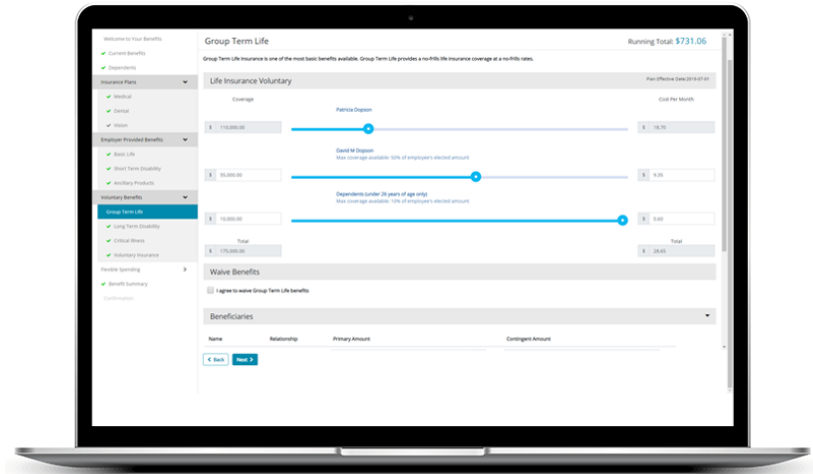 Welcome to Your Benefits
Current Benefits
Dependents
Insurance Plans
Medical
Dental
Vision
Employer Provided Benefits
Basic Life
Short Term Disability
Ancillary Products
Voluntary Benefits
Group Term Life
Long Term Disability
Critical Illness
Voluntary Insurance
Flexible Spending
Benefit Summary
Confirmation
Group Term Life
Running Total: $731.06
Group Term Life Insurance is one of the most basic benefits available. Group Term Life provides a no-frills life insurance coverage at a no-frills rates.
Life Insurance Voluntary
Plan Effective Date:2019-07-01
Coverage
Cost Per Month
Patricia Dopson
$ 110,000.00
$ 18.70
David M Dopson
Max coverage available: 50% of employee's elected amount
$ 55,000.00
$ 9.35
Dependents (under 26 years of age only)
Max coverage available: 10% of employee's elected amount
$ 10,000.00
$ 0.60
Total
Total
$ 175,000.00
$ 28.65
Waive Benefits
I agree to waive Group Term Life benefits
Beneficiaries
Name Relationship Primary Amount Contingent Amount
Back Next